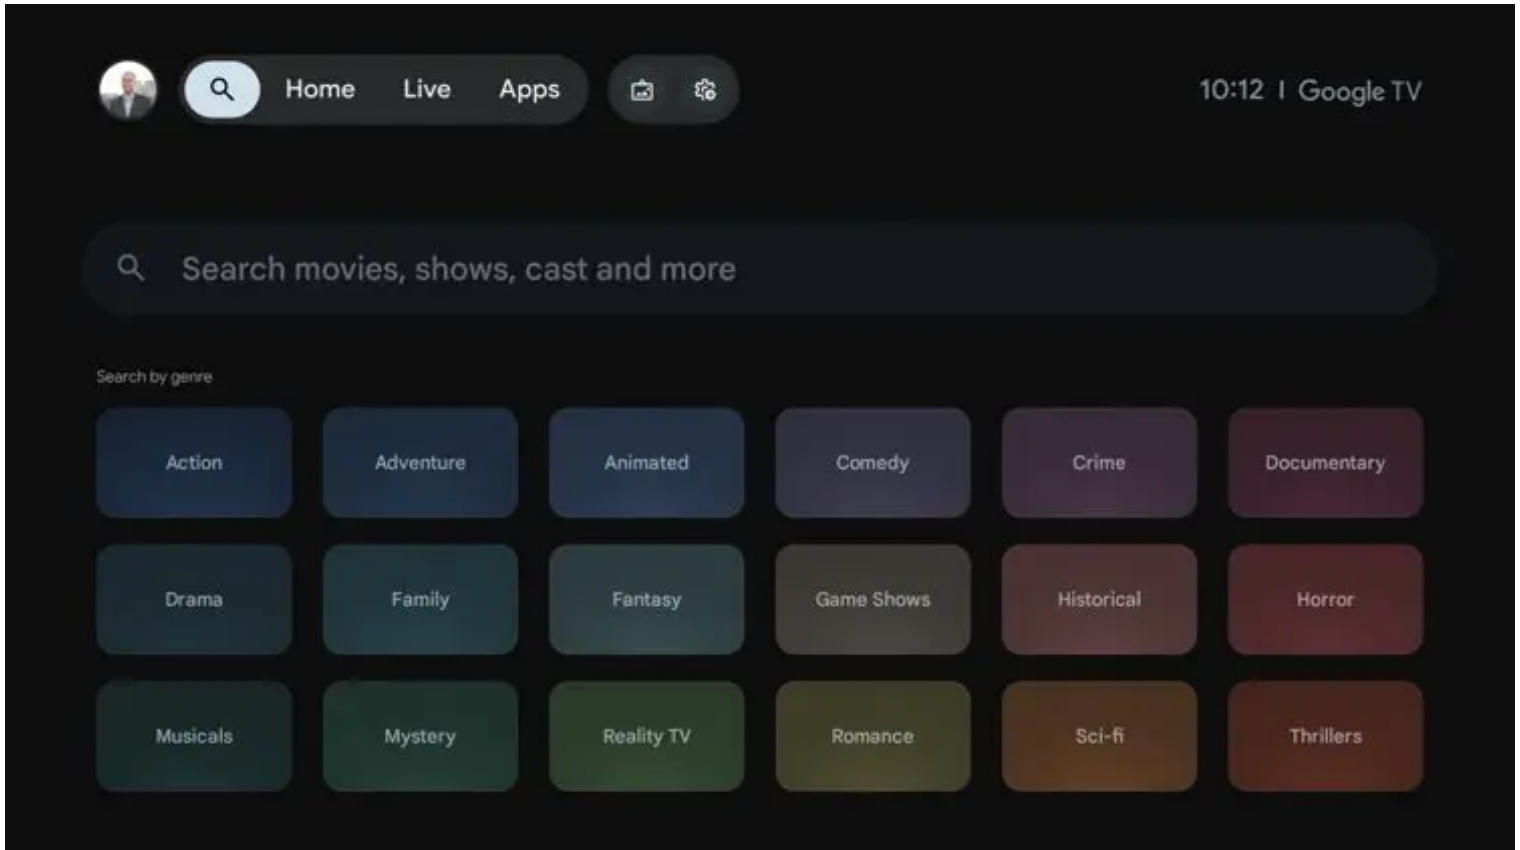 Home Live Apps 10:12 | Google TV
Search movies, shows, cast and more
Search by genre
Action Adventure Animated Comedy Crime Documentary
Drama Family Fantasy Game Shows Historical Horror
Musicals Mystery Reality TV Romance Sci-fi Thrillers